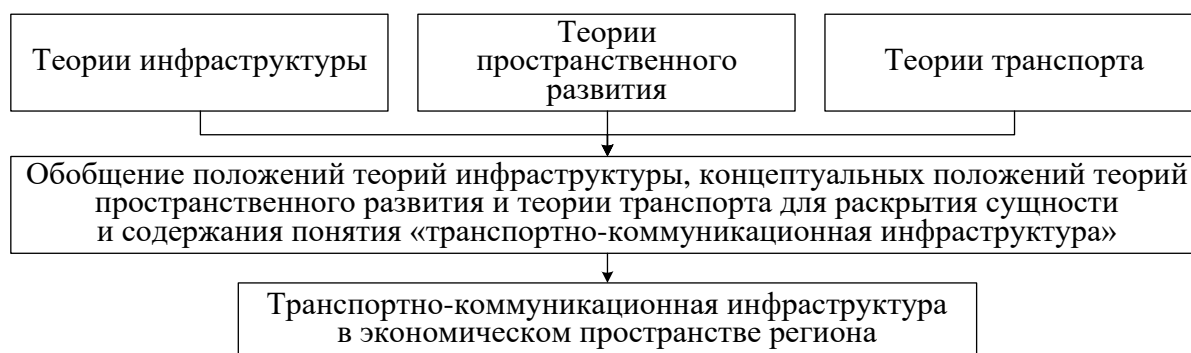 Теории инфраструктуры
Теории
пространственного
развития
Теории транспорта
Обобщение положений теорий инфраструктуры, концептуальных положений теорий
пространственного развития и теории транспорта для раскрытия сущности
и содержания понятия «транспортно-коммуникационная инфраструктура»
Транспортно-коммуникационная инфраструктура
в экономическом пространстве региона